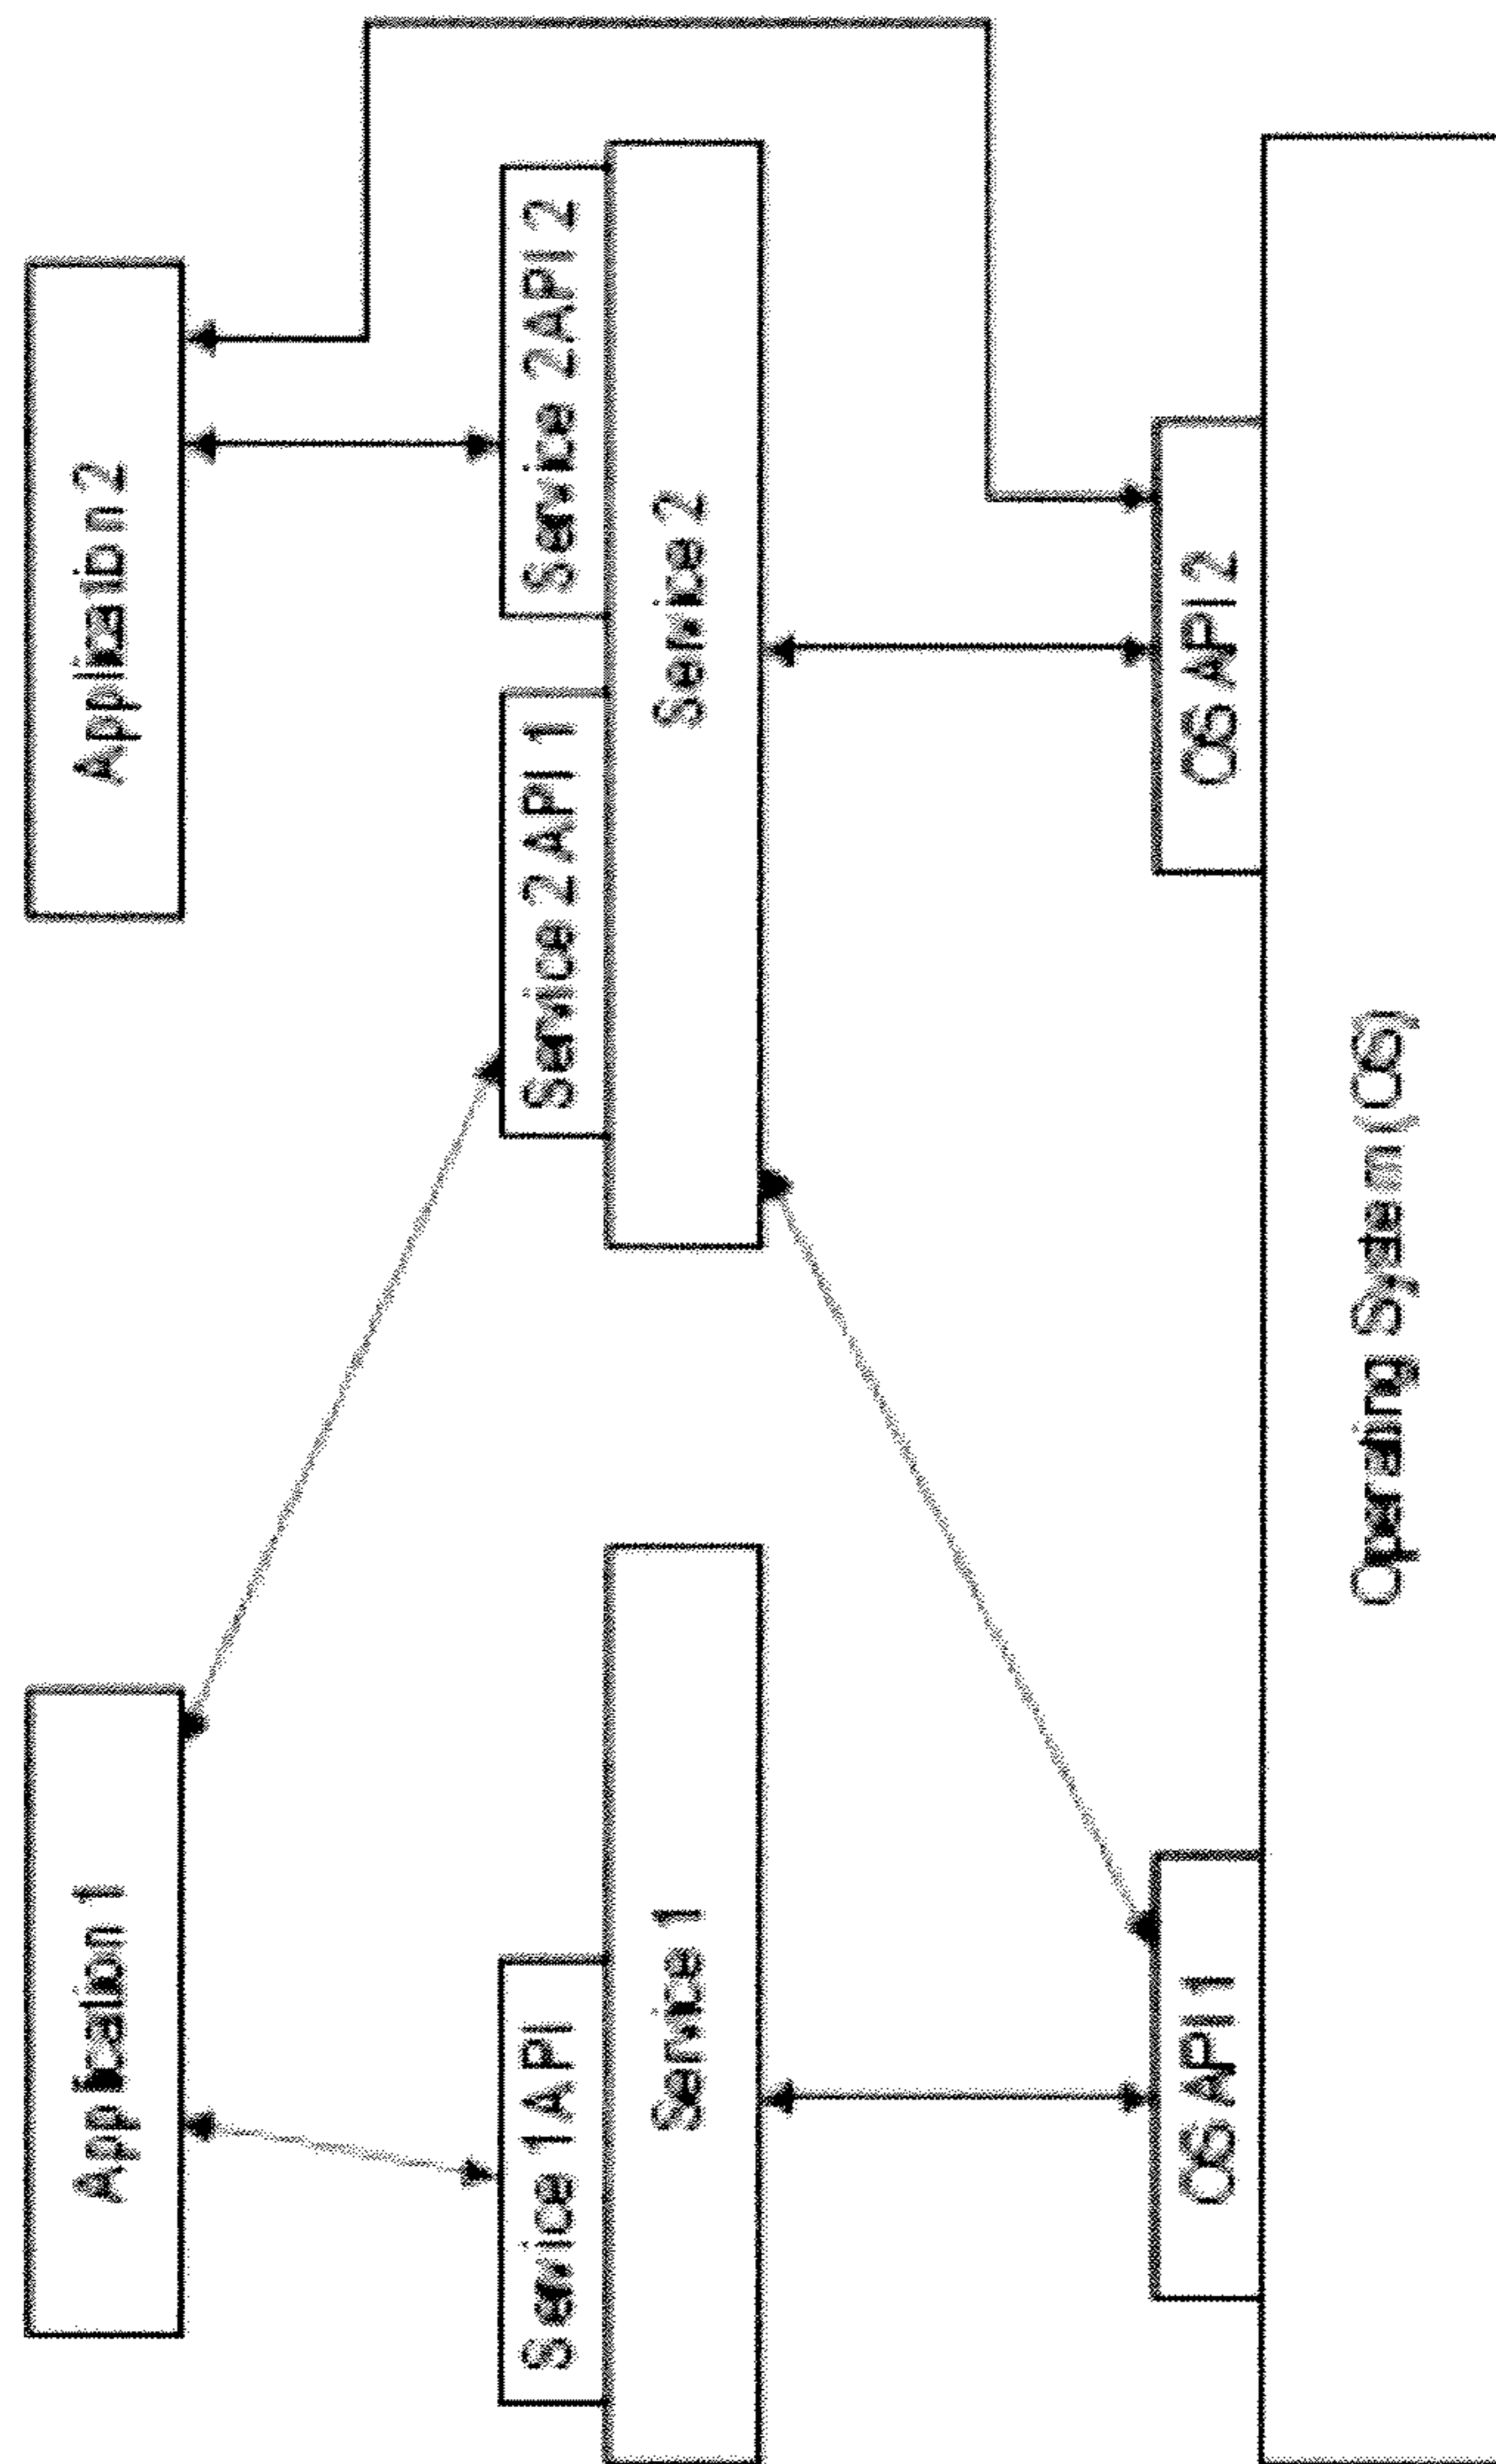 Application 1
Application 2
Service 1 API
Service 2 API 1
Service 2 API 2
Service 1
Service 2
OS API 1
OS API 2
Operating System (OS)